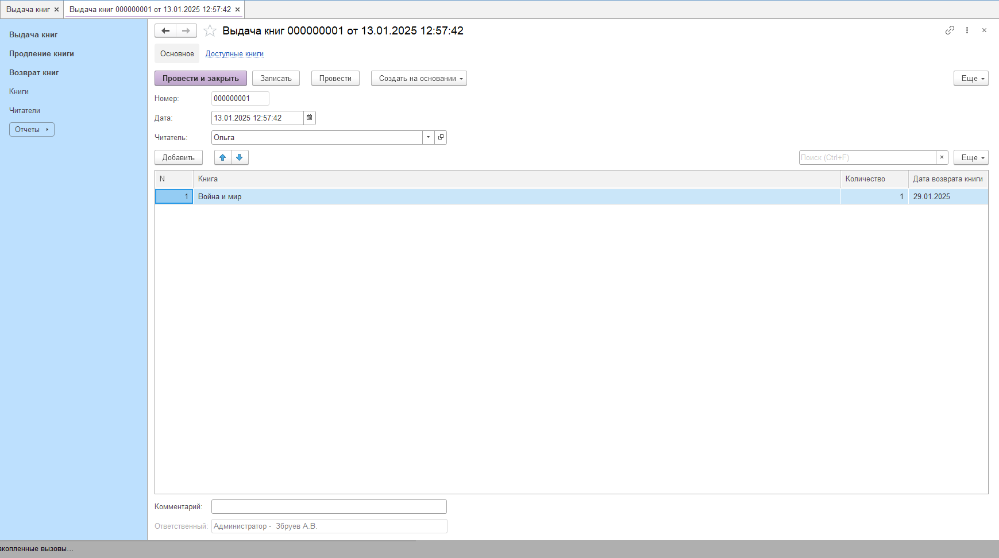 Выдача книг × Выдача книг 000000001 от 13.01.2025 12:57:42 ×
Выдача книг
Продление книги
Возврат книг
Книги
Читатели
Отчеты
Выдача книг 000000001 от 13.01.2025 12:57:42
Основное Доступные книги
Провести и закрыть Записать Провести Создать на основании Еще
Номер: 000000001
Дата: 13.01.2025 12:57:42
Читатель: Ольга
Добавить Поиск (Ctrl+F) × Еще
N Книга Количество Дата возврата книги
1 Война и мир 1 29.01.2025
Комментарий:
Ответственный: Администратор - Збруев А.В.
акопленные вызовы...